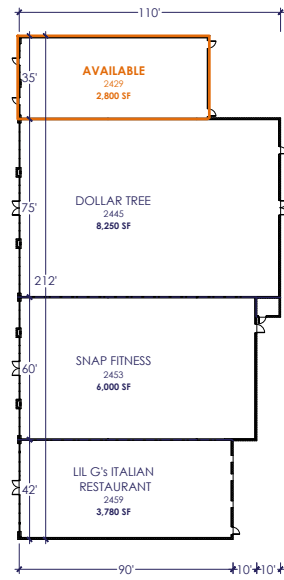 110'
35'
AVAILABLE
2429
2,800 SF
75'
DOLLAR TREE
2445
8,250 SF
212'
60'
SNAP FITNESS
2453
6,000 SF
42'
LIL G's ITALIAN
RESTAURANT
2459
3,780 SF
90'
10'
10'